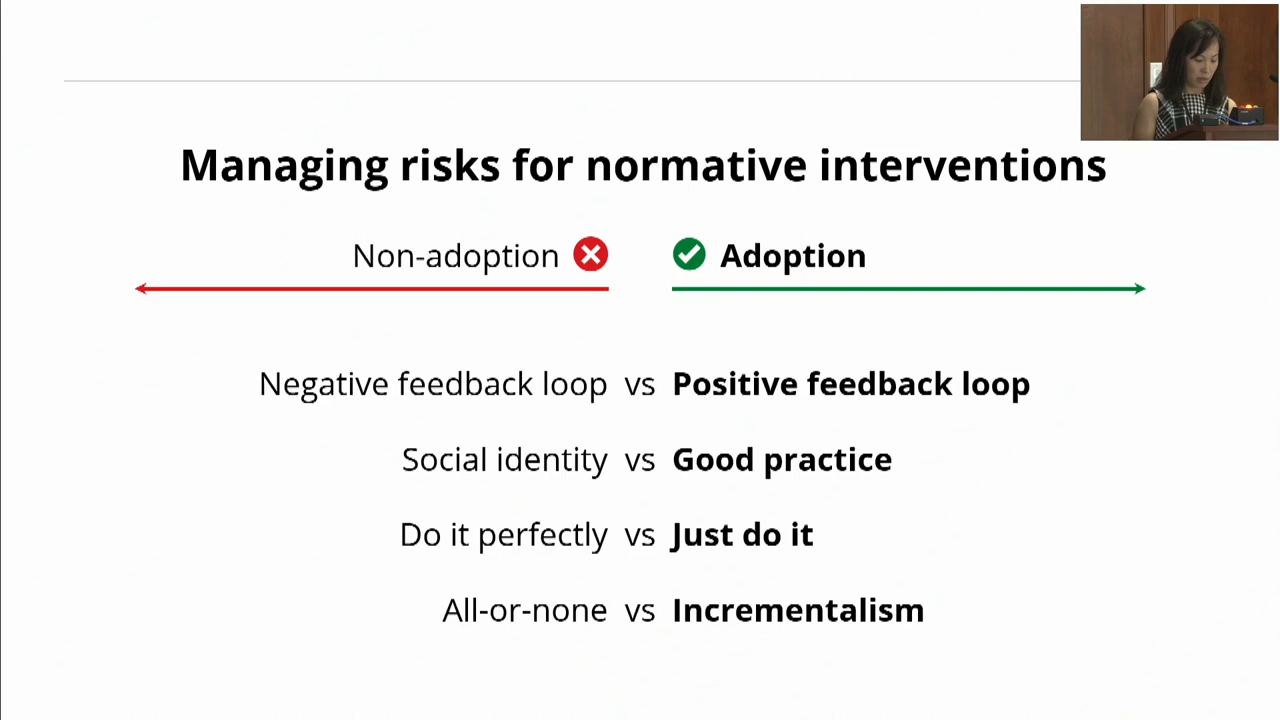 Managing risks for normative interventions
Non-adoption Adoption
Negative feedback loop vs Positive feedback loop
Social identity vs Good practice
Do it perfectly vs Just do it
All-or-none vs Incrementalism